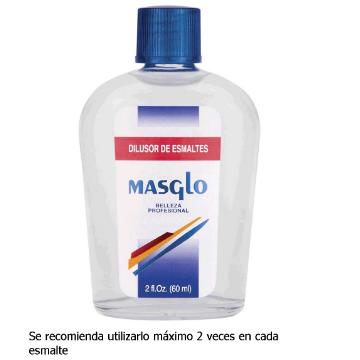 DILUSOR DE ESMALTES
MASGLO
BELLEZA
PROFESIONAL
2 fl.Oz. (60 ml)
Se recomienda utilizarlo máximo 2 veces en cada
esmalte